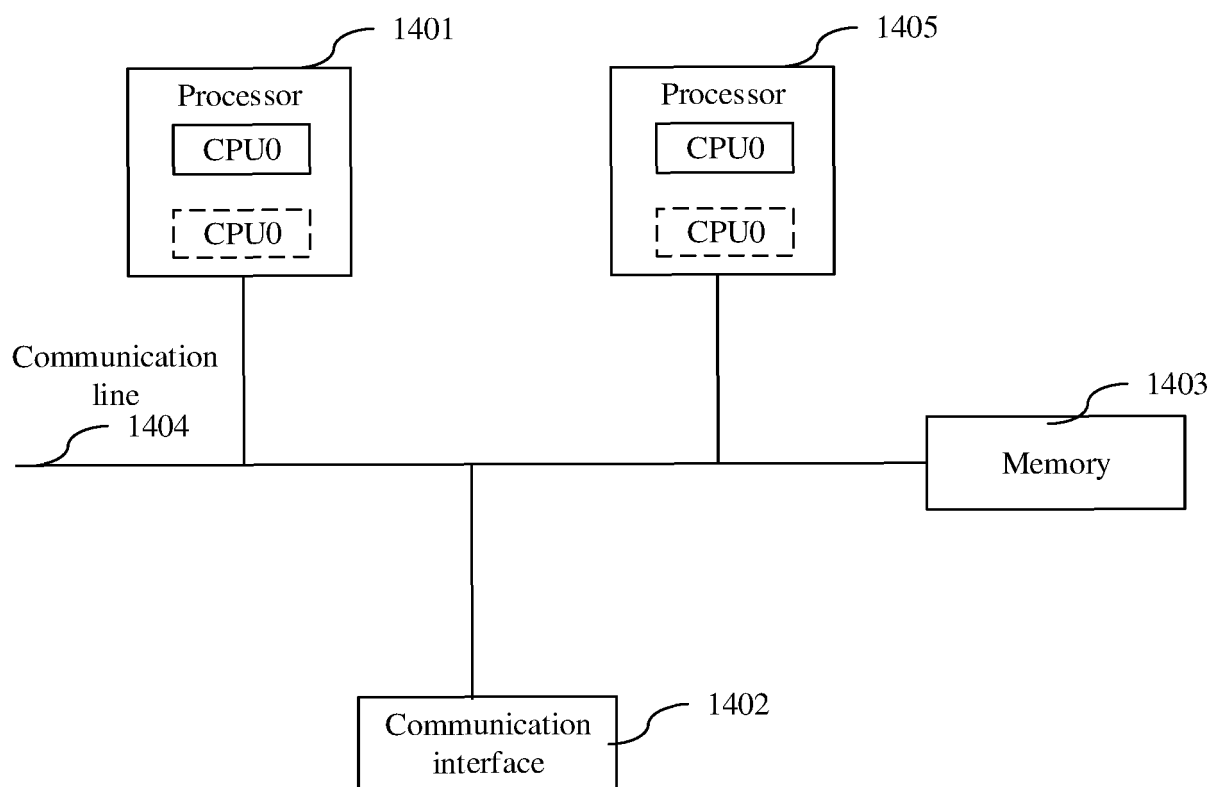 1401
1405
Processor
CPU0
CPU0
Processor
CPU0
CPU0
Communication
line
1404
1403
Memory
1402
Communication
interface